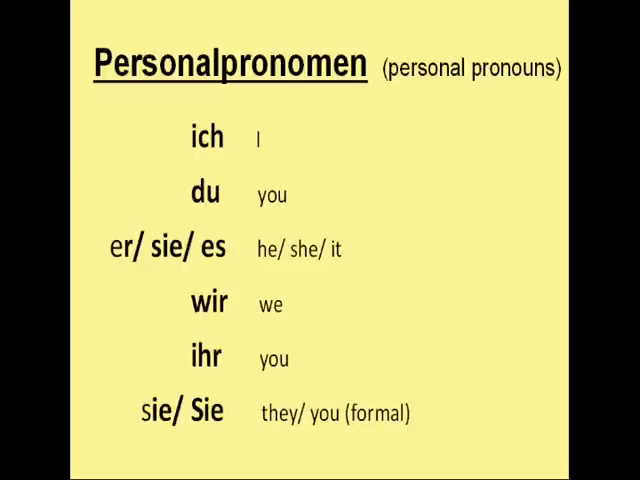 Personalpronomen (personal pronouns)
ich I
du you
er/ sie/ es he/ she/ it
wir we
ihr you
sie/ Sie they/ you (formal)